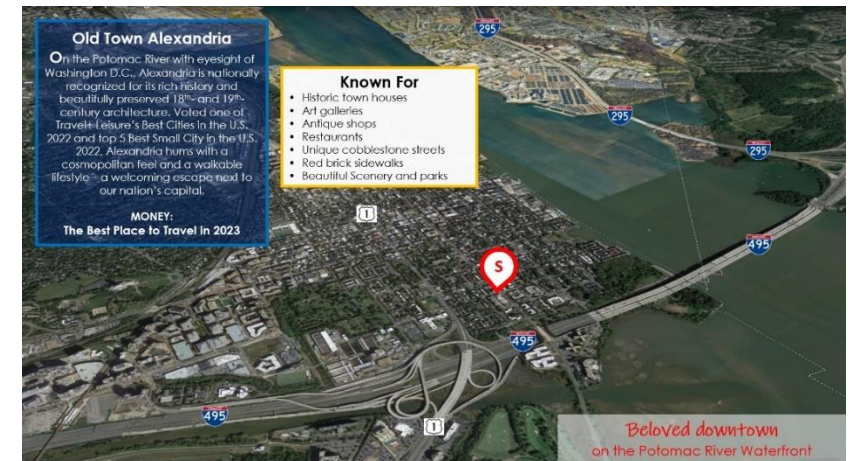 Old Town Alexandria
On the Potomac River with eyesight of
Washington D.C., Alexandria is nationally
recognized for its rich history and
beautifully preserved 18th- and 19th-
century architecture. Voted one of
Travel+ Leisure's Best Cities in the U.S.
2022 and top 5 Best Small City in the U.S.
2022, Alexandria hums with a
cosmopolitan feel and a walkable
lifestyle – a welcoming escape next to
our nation's capital.
MONEY:
The Best Place to Travel in 2023
Known For
• Historic town houses
• Art galleries
• Antique shops
• Restaurants
• Unique cobblestone streets
• Red brick sidewalks
• Beautiful Scenery and parks
295
295
295
1
495
S
495
495
1
Beloved downtown
on the Potomac River Waterfront